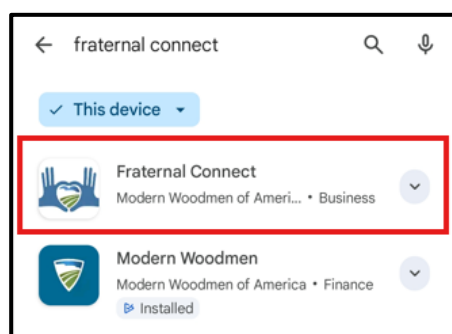 fraternal connect
This device
Fraternal Connect
Modern Woodmen of Ameri... • Business
Modern Woodmen
Modern Woodmen of America • Finance
Installed